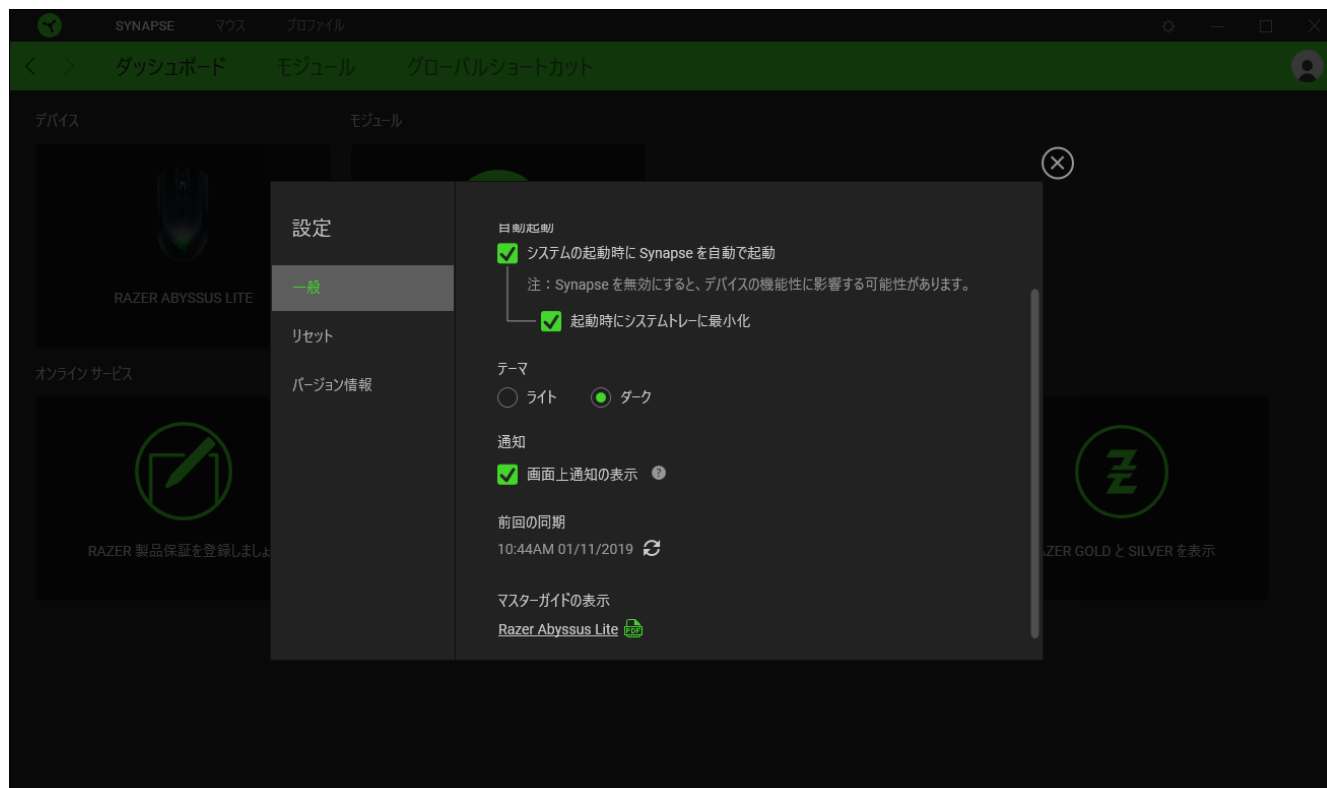 SYNAPSE
マウス
プロファイル
ダッシュボード
モジュール
グローバルショートカット
デバイス
モジュール
RAZER ABYSSUS LITE
オンライン サービス
RAZER 製品保証を登録しましょ
ZER GOLD と SILVER を表示
設定
一般
リセット
バージョン情報
自動起動
システムの起動時に Synapse を自動で起動
注：Synapse を無効にすると、デバイスの機能性に影響する可能性があります。
起動時にシステムトレーに最小化
テーマ
ライト
ダーク
通知
画面上通知の表示
前回の同期
10:44AM 01/11/2019
マスターガイドの表示
Razer Abyssus Lite
PDF